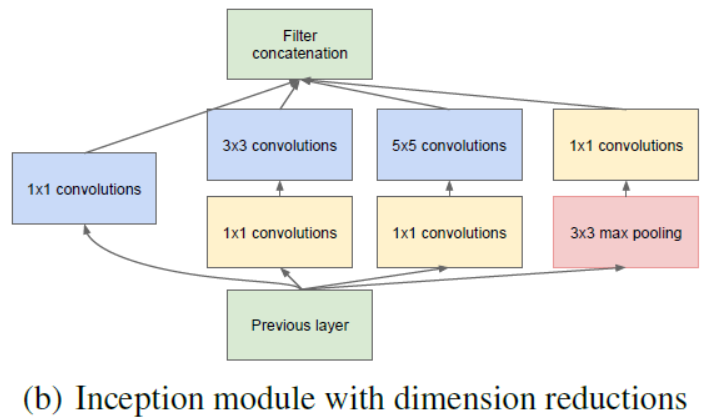 Filter
concatenation
3x3 convolutions
5x5 convolutions
1x1 convolutions
1x1 convolutions
1x1 convolutions
1x1 convolutions
3x3 max pooling
Previous layer
(b) Inception module with dimension reductions